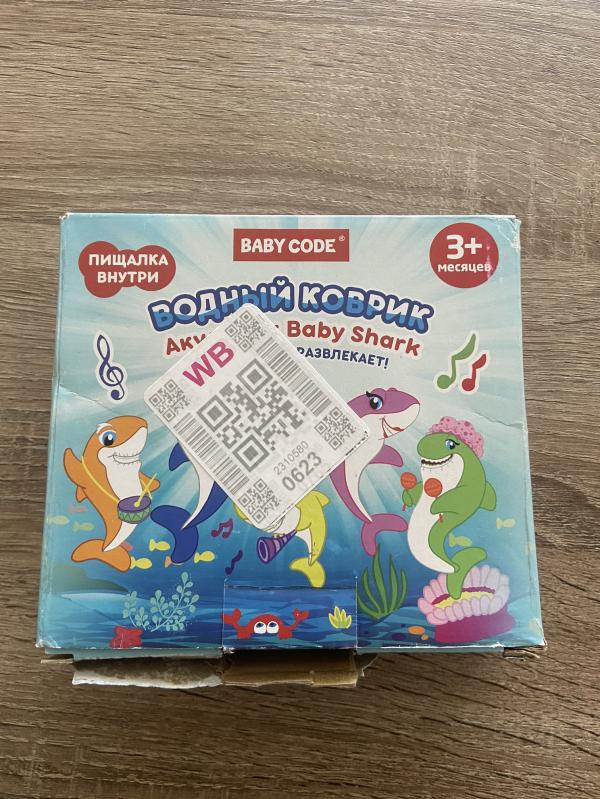 BABY CODE®
ПИЩАЛКА
ВНУТРИ
3+
месяцев
ВОДНЫЙ КОВРИК
Baby Shark
РАЗВЛЕКАЕТ!
WB
2310580
0623